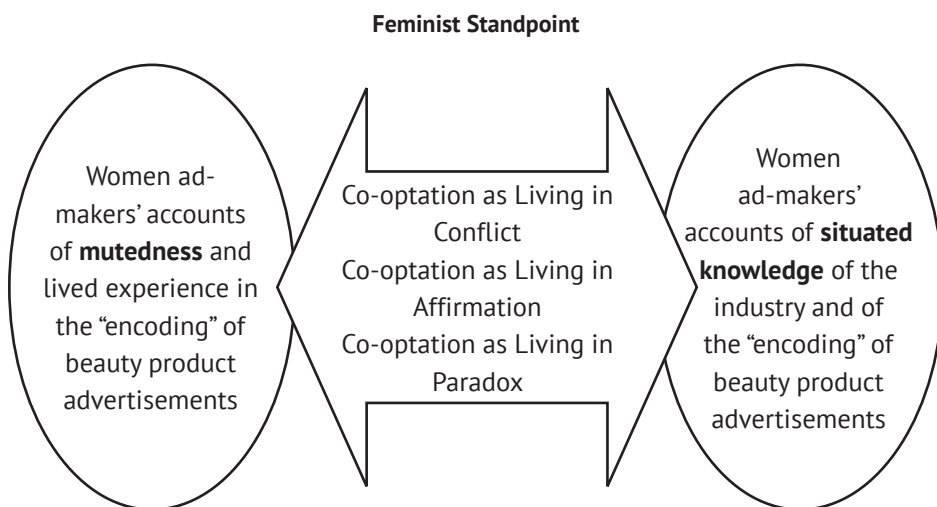 Feminist Standpoint
Women ad-
makers’ accounts
of mutedness and
lived experience in
the “encoding” of
beauty product
advertisements
Co-optation as Living in
Conflict
Co-optation as Living in
Affirmation
Co-optation as Living in
Paradox
Women
ad-makers’
accounts of situated
knowledge of the
industry and of
the “encoding” of
beauty product
advertisements